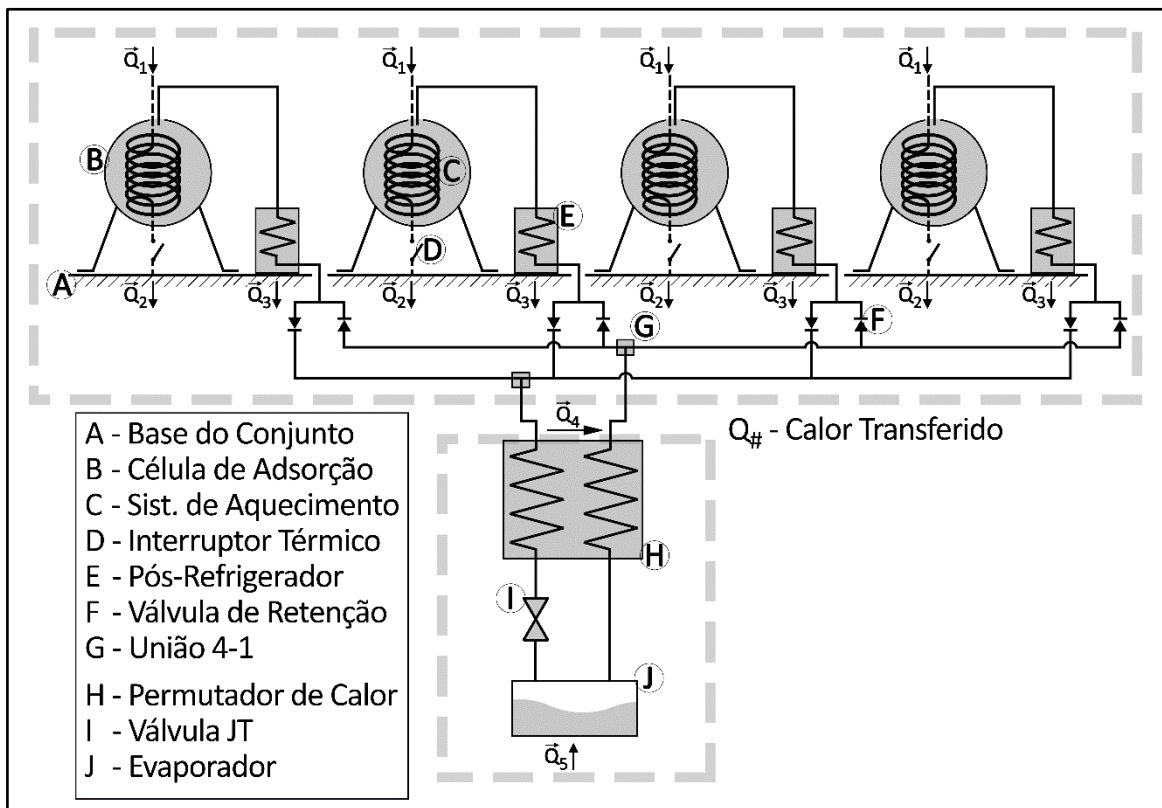 Q₁ Q₁ Q₁ Q₁
B C
E
D
A
Q₂ Q₃ Q₂ Q₃ Q₂ Q₃ Q₂ Q₃
F
G
Q₄
Q# - Calor Transferido
H
I
J
Q₅
A - Base do Conjunto
B - Célula de Adsorção
C - Sist. de Aquecimento
D - Interruptor Térmico
E - Pós-Refrigerador
F - Válvula de Retenção
G - União 4-1
H - Permutador de Calor
I - Válvula JT
J - Evaporador